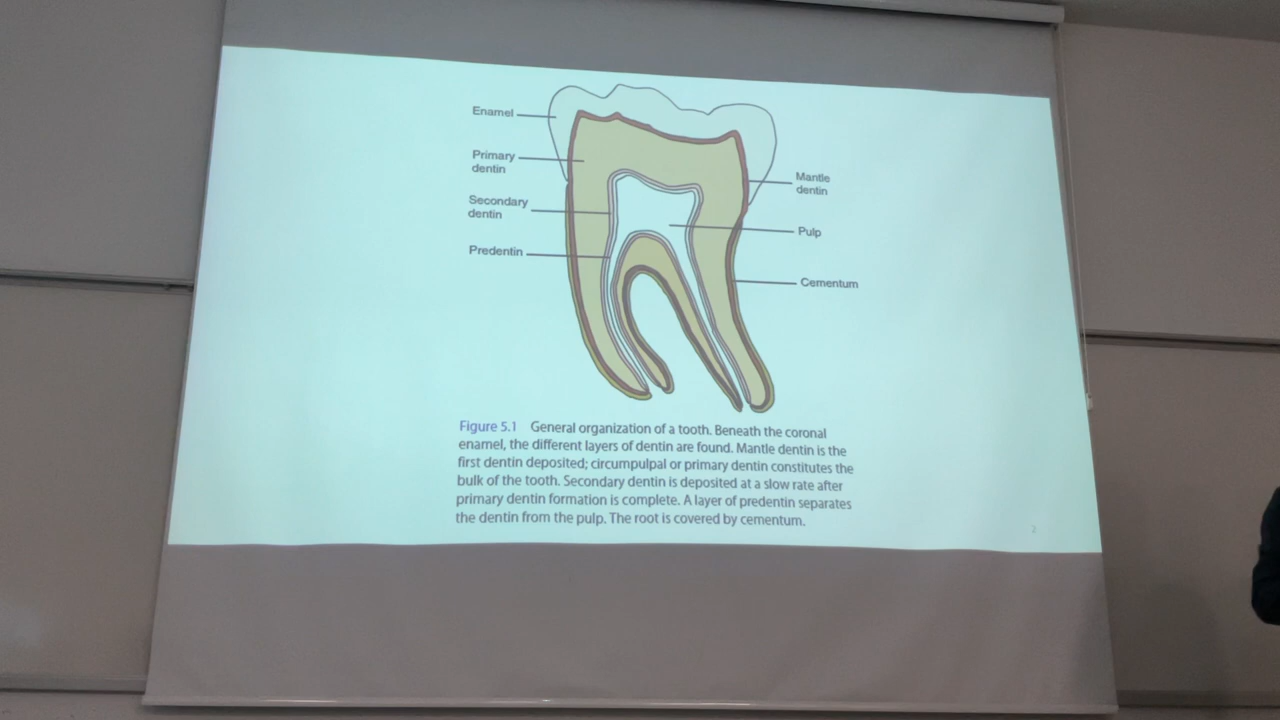 Enamel
Primary
dentin
Secondary
dentin
Predentin
Mantle
dentin
Pulp
Cementum
Figure 5.1 General organization of a tooth. Beneath the coronal
enamel, the different layers of dentin are found. Mantle dentin is the
first dentin deposited; circumpulpal or primary dentin constitutes the
bulk of the tooth. Secondary dentin is deposited at a slow rate after
primary dentin formation is complete. A layer of predentin separates
the dentin from the pulp. The root is covered by cementum.
2